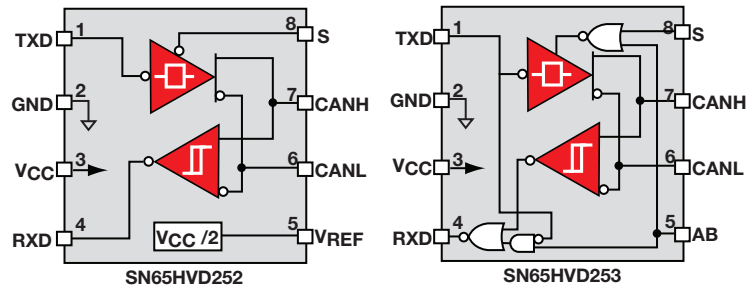 TXD 1 8 S
GND 2 7 CANH
VCC 3 6 CANL
RXD 4 VCC /2 5 VREF
SN65HVD252
TXD 1 8 S
GND 2 7 CANH
VCC 3 6 CANL
RXD 4 5 AB
SN65HVD253